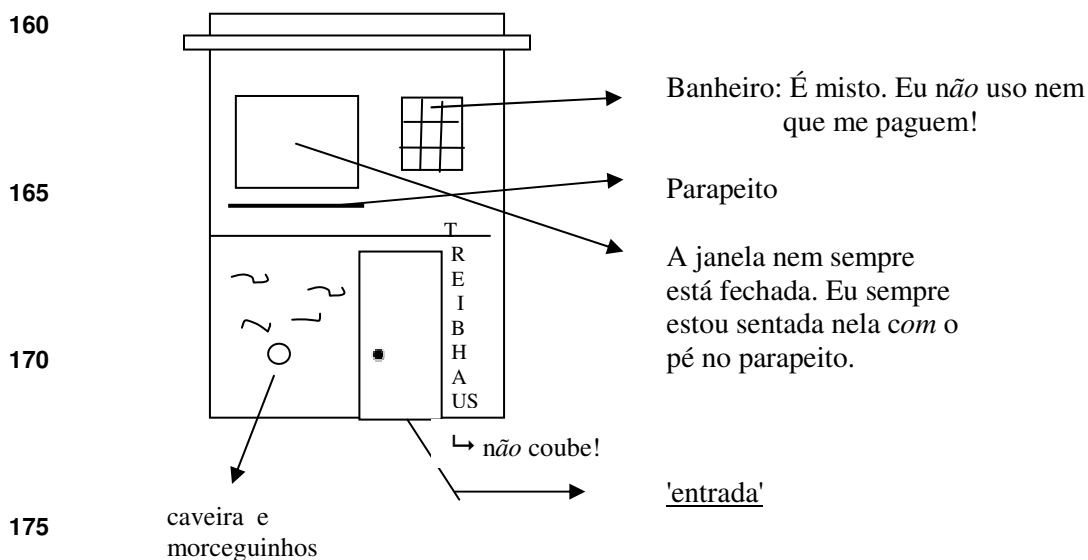 160
Banheiro: É misto. Eu não uso nem
que me paguem!
165
Parapeito
A janela nem sempre
está fechada. Eu sempre
estou sentada nela com o
pé no parapeito.
T
R
E
I
B
H
A
US
170
↳ não coube!
'entrada'
175
caveira e
morceguinhos